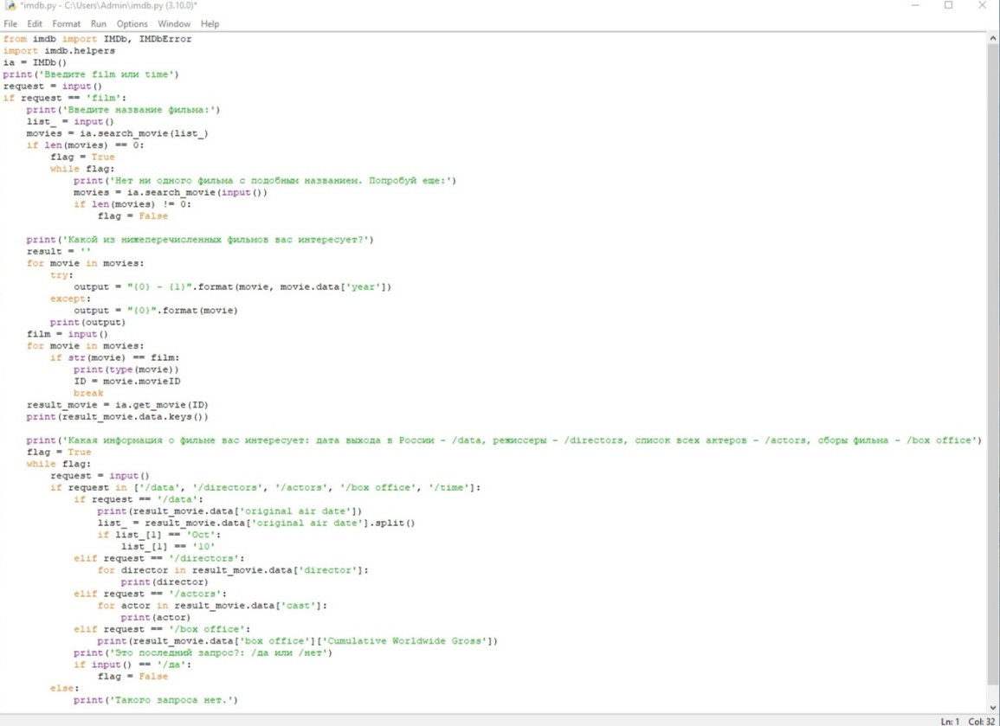 *imdb.py - C:\Users\Admin\imdb.py (3.10.0)*
File Edit Format Run Options Window Help
from imdb import IMDb, IMDbError
import imdb.helpers
ia = IMDb()
print('Введите film или time')
request = input()
if request == 'film':
    print('Введите название фильма:')
    list_ = input()
    movies = ia.search_movie(list_)
    if len(movies) == 0:
        flag = True
        while flag:
            print('Нет ни одного фильма с подобным названием. Попробуй еще:')
            movies = ia.search_movie(input())
            if len(movies) != 0:
                flag = False

    print('Какой из нижеперечисленных фильмов вас интересует?')
    result = ''
    for movie in movies:
        try:
            output = "{0} - {1}".format(movie, movie.data['year'])
        except:
            output = "{0}".format(movie)
        print(output)
    film = input()
    for movie in movies:
        if str(movie) == film:
            print(type(movie))
            ID = movie.movieID
            break
    result_movie = ia.get_movie(ID)
    print(result_movie.data.keys())

    print('Какая информация о фильме вас интересует: дата выхода в России - /data, режиссеры - /directors, список всех актеров - /actors, сборы фильма - /box office')
    flag = True
    while flag:
        request = input()
        if request in ['/data', '/directors', '/actors', '/box office', '/time']:
            if request == '/data':
                print(result_movie.data['original air date'])
                list_ = result_movie.data['original air date'].split()
                if list_[1] == 'Oct':
                    list_[1] == '10'
            elif request == '/directors':
                for director in result_movie.data['director']:
                    print(director)
            elif request == '/actors':
                for actor in result_movie.data['cast']:
                    print(actor)
            elif request == '/box office':
                print(result_movie.data['box office']['Cumulative Worldwide Gross'])
            print('Это последний запрос?: /да или /нет')
            if input() == '/да':
                flag = False
        else:
            print('Такого запроса нет.')
Ln: 1 Col: 32